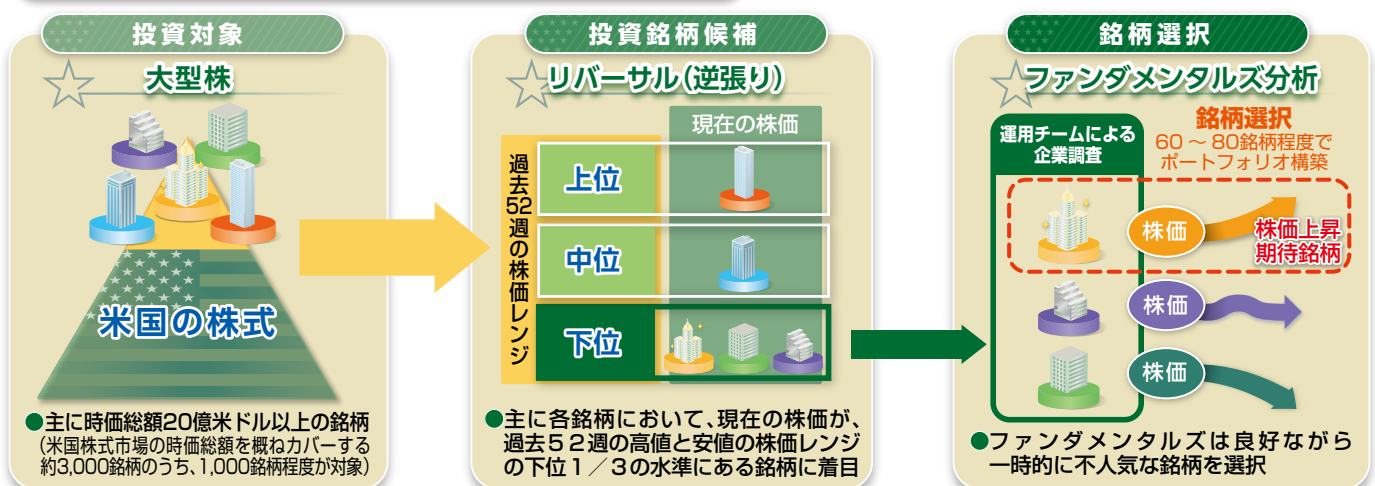 投資対象
大型株
米国の株式
●主に時価総額20億米ドル以上の銘柄
(米国株式市場の時価総額を概ねカバーする
約3,000銘柄のうち、1,000銘柄程度が対象)
投資銘柄候補
リバーサル(逆張り)
現在の株価
過去52週の株価レンジ
上位
中位
下位
●主に各銘柄において、現在の株価が、
過去52週の高値と安値の株価レンジ
の下位1/3の水準にある銘柄に着目
銘柄選択
ファンダメンタルズ分析
運用チームによる
企業調査
銘柄選択
60～80銘柄程度で
ポートフォリオ構築
株価
株価上昇
期待銘柄
株価
株価
●ファンダメンタルズは良好ながら
一時的に不人気な銘柄を選択